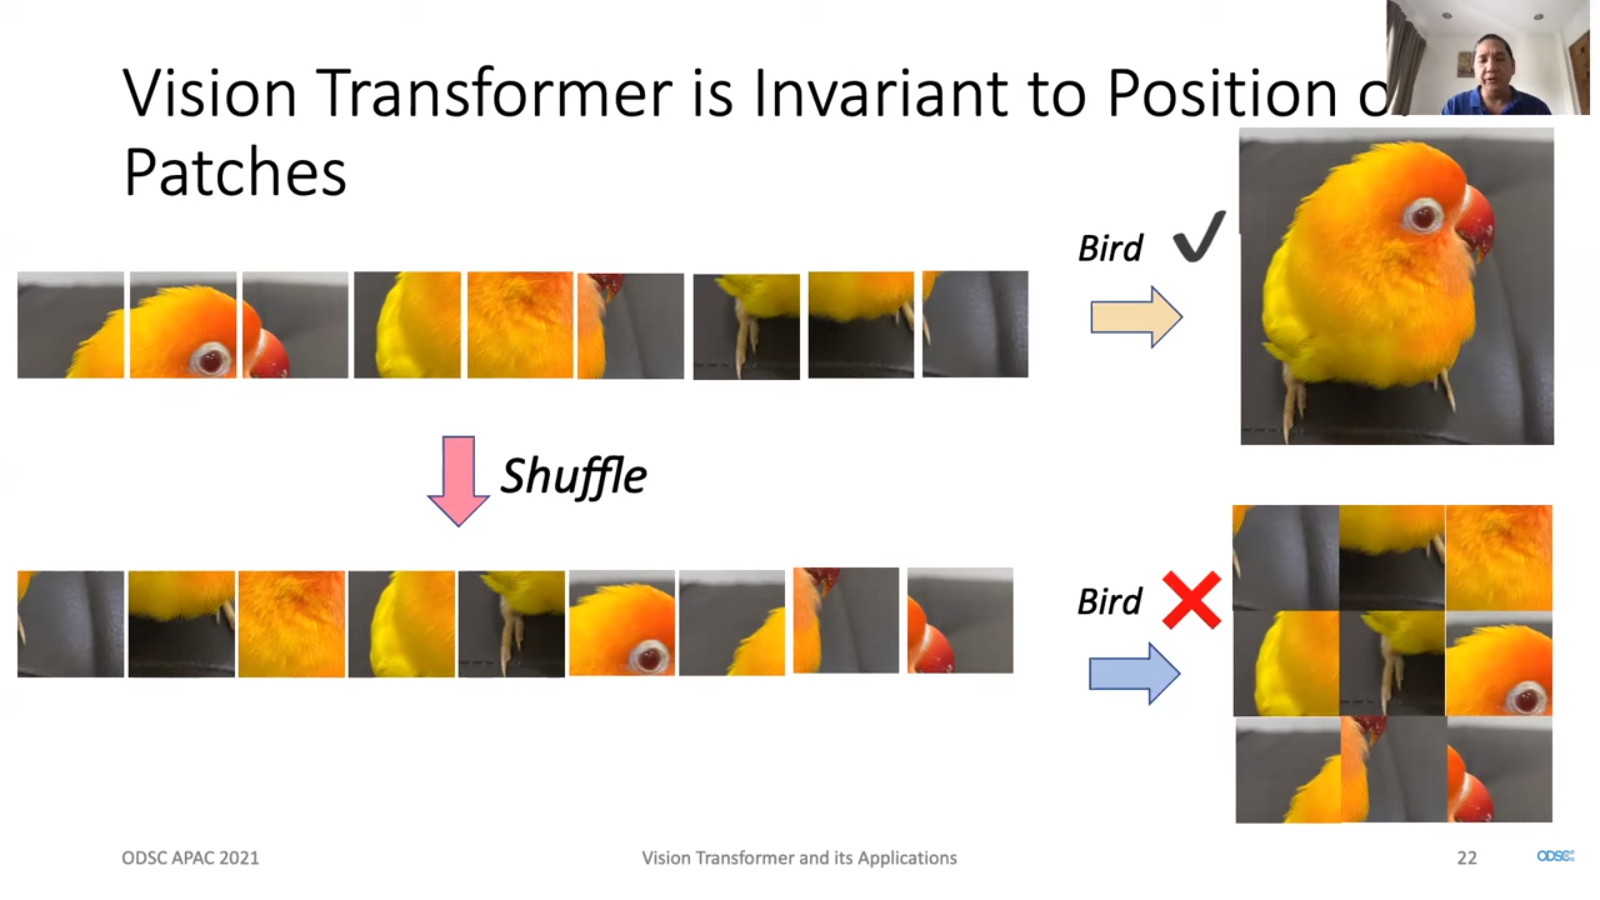 Vision Transformer is Invariant to Position
Patches
Bird
Shuffle
Bird
ODSC APAC 2021
Vision Transformer and its Applications
22
ODSC